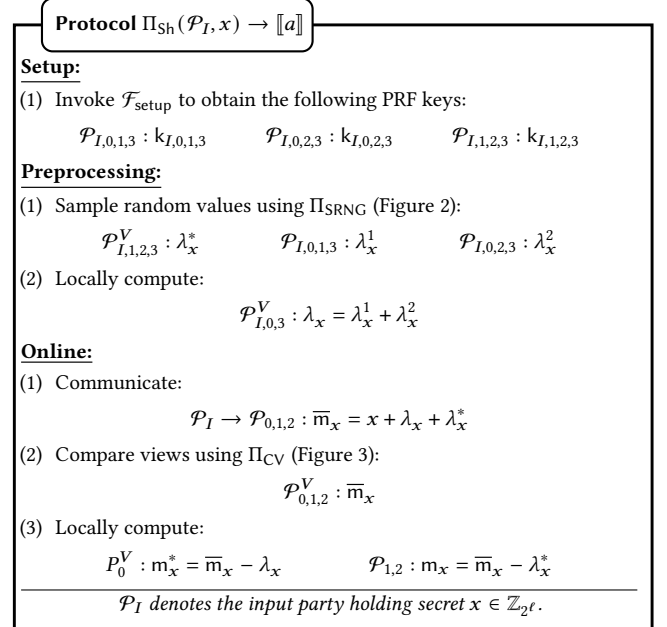 Protocol Π_Sh(𝒫_I, x) → ⟦a⟧
Setup:
(1) Invoke ℱ_setup to obtain the following PRF keys:
𝒫_{I,0,1,3} : k_{I,0,1,3} 𝒫_{I,0,2,3} : k_{I,0,2,3} 𝒫_{I,1,2,3} : k_{I,1,2,3}
Preprocessing:
(1) Sample random values using Π_SRNG (Figure 2):
𝒫^V_{I,1,2,3} : λ^*_x 𝒫_{I,0,1,3} : λ^1_x 𝒫_{I,0,2,3} : λ^2_x
(2) Locally compute:
𝒫^V_{I,0,3} : λ_x = λ^1_x + λ^2_x
Online:
(1) Communicate:
𝒫_I → 𝒫_{0,1,2} : m̅_x = x + λ_x + λ^*_x
(2) Compare views using Π_CV (Figure 3):
𝒫^V_{0,1,2} : m̅_x
(3) Locally compute:
P^V_0 : m^*_x = m̅_x − λ_x 𝒫_{1,2} : m_x = m̅_x − λ^*_x
𝒫_I denotes the input party holding secret x ∈ ℤ_{2^ℓ}.